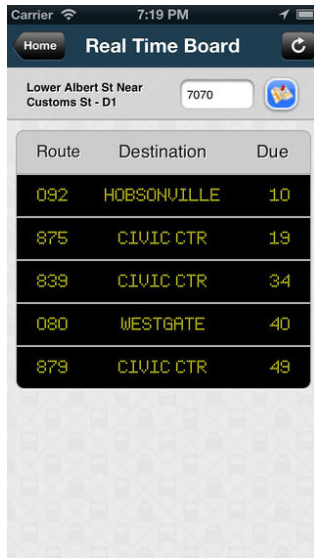 Carrier 7:19 PM
Home Real Time Board
Lower Albert St Near
Customs St - D1 7070
Route Destination Due
092 HOBSONVILLE 10
875 CIVIC CTR 19
839 CIVIC CTR 34
080 WESTGATE 40
879 CIVIC CTR 49